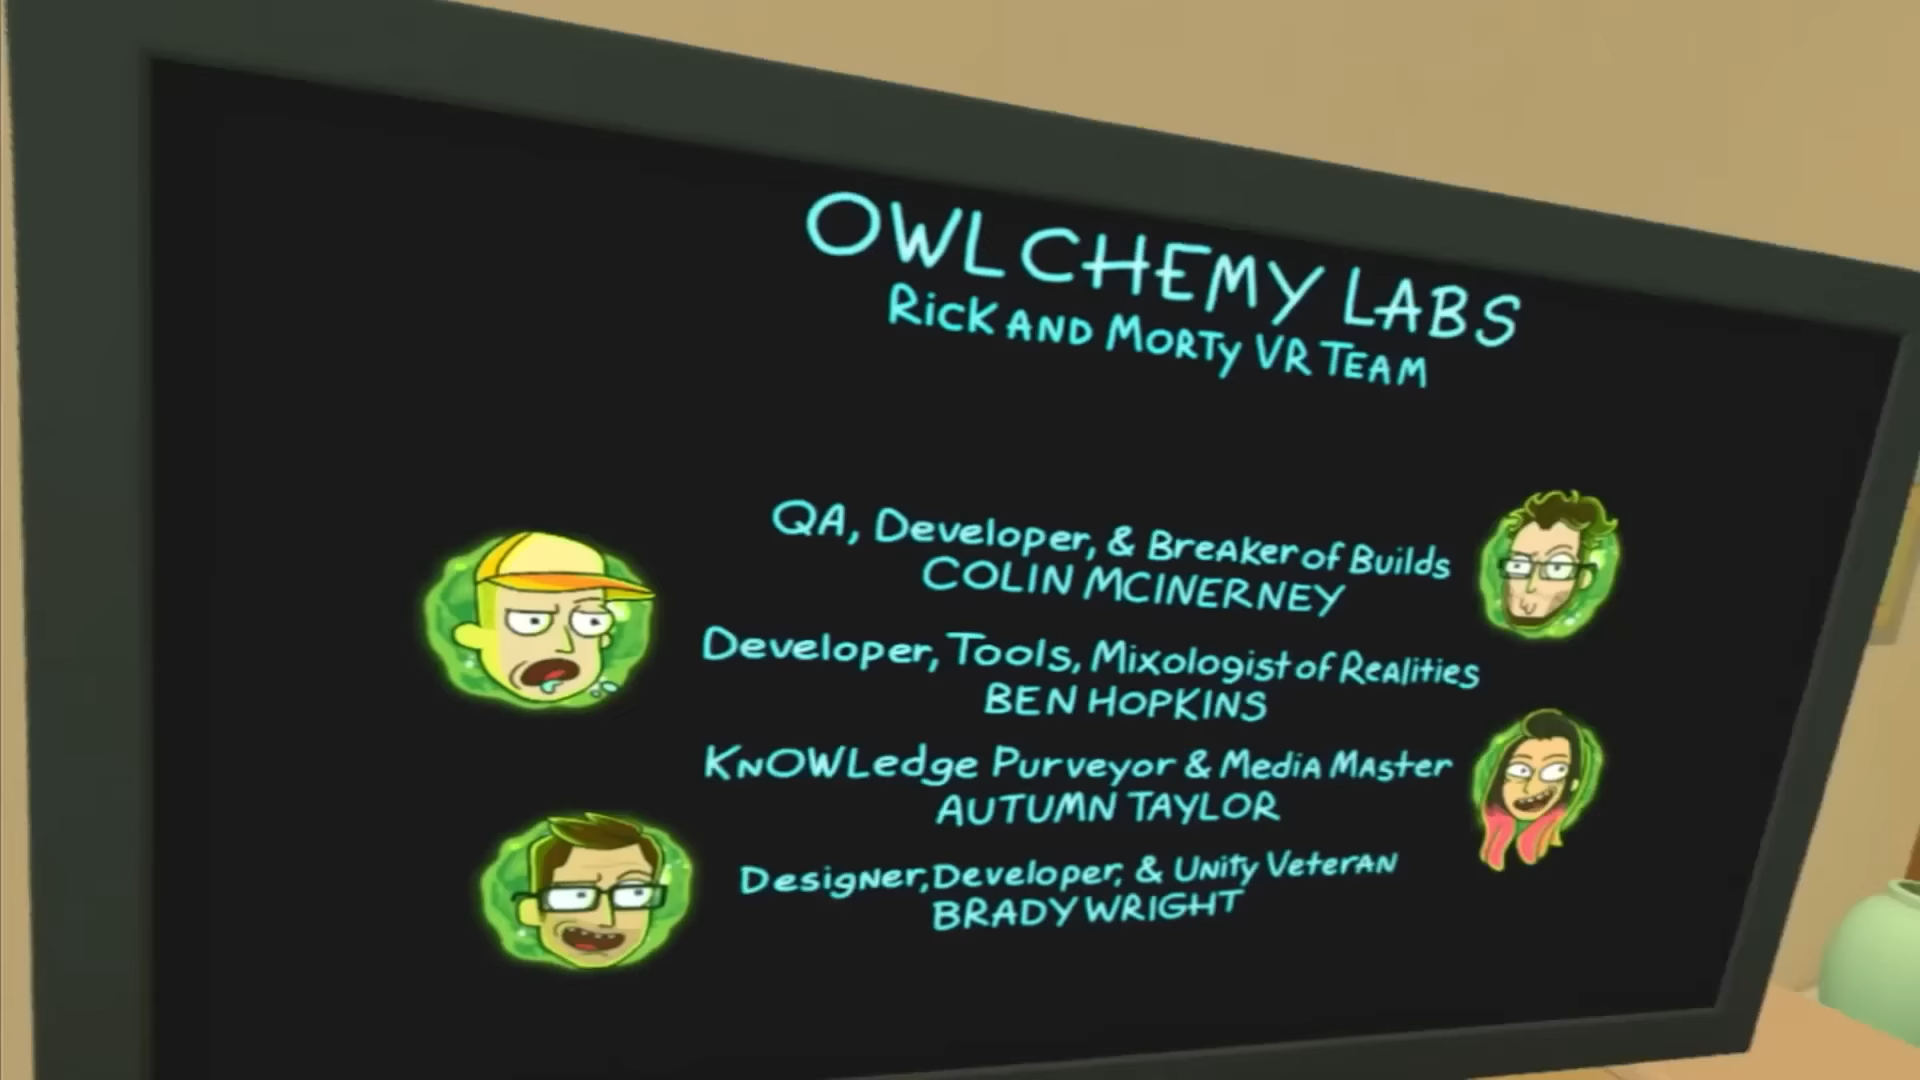 OWLCHEMY LABS
RiCK AND MORTY VR TEAM
QA, Developer, & BreAker of Builds
COLIN MCINERNEY
Developer, Tools, Mixologist of ReAlities
BEN HOPKINS
KNOWLedge Purveyor & MediA MAster
AUTUMN TAYLOR
DesigNer, Developer, & UNity VeterAN
BRADY WRIGHT